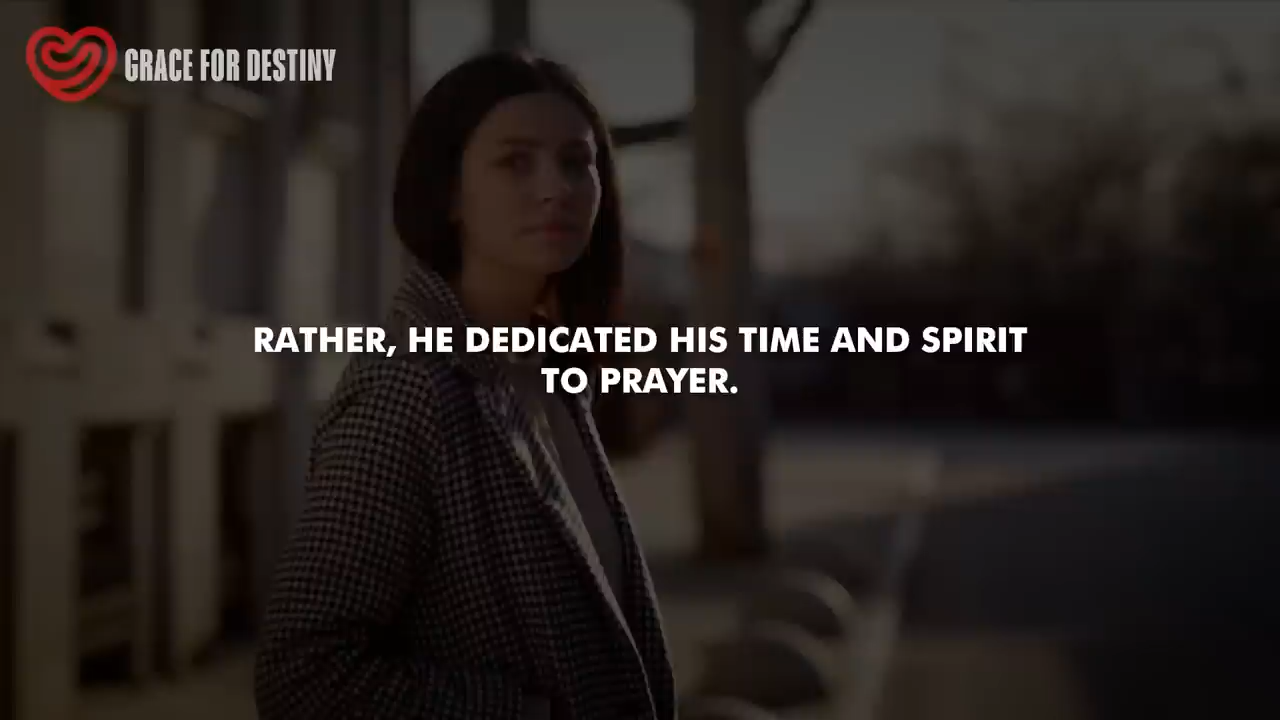 GRACE FOR DESTINY
RATHER, HE DEDICATED HIS TIME AND SPIRIT
TO PRAYER.